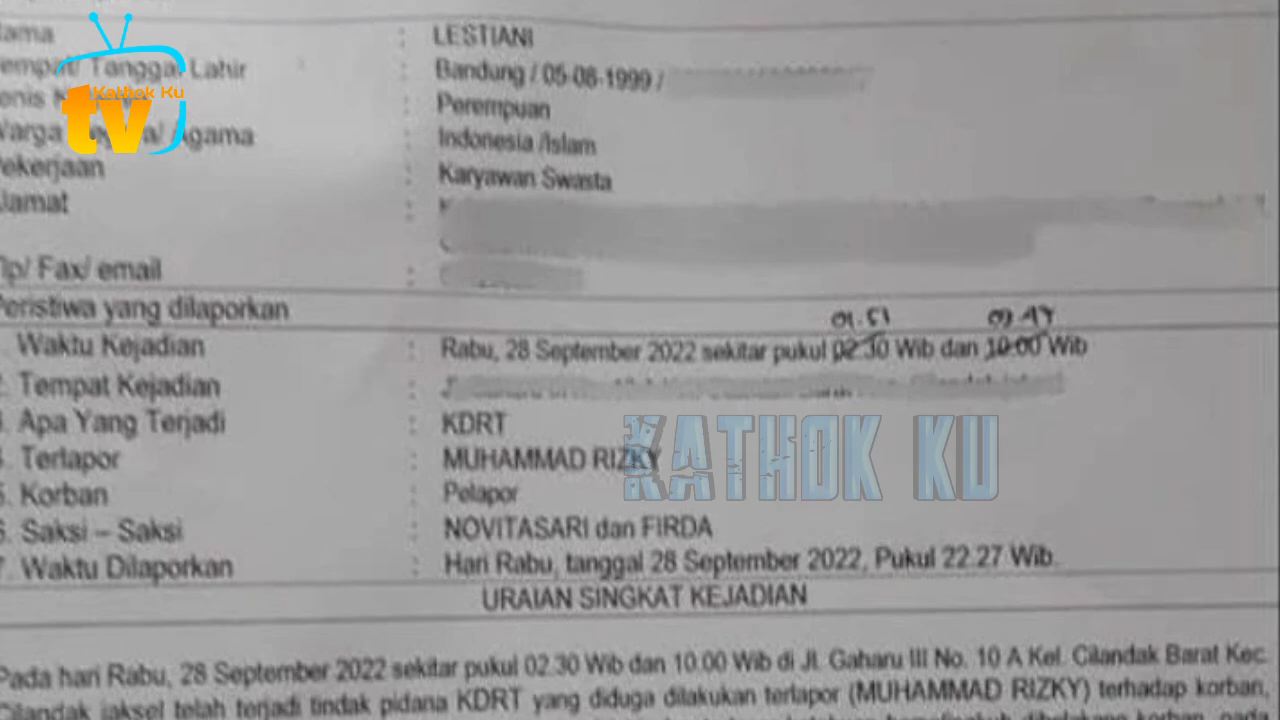 ama : LESTIANI
empat/ Tanggal Lahir : Bandung / 05-08-1999 /
enis
arga Agama : Indonesia /Islam
Perempuan
Kathok Ku
tv
ekerjaan : Karyawan Swasta
lamat :
lp/ Fax/ email :
Peristiwa yang dilaporkan
Waktu Kejadian : Rabu, 28 September 2022 sekitar pukul 02.30 Wib dan 10.00 Wib
2. Tempat Kejadian :
3. Apa Yang Terjadi : KDRT
KATHOK KU
4. Terlapor : MUHAMMAD RIZKY
5. Korban : Pelapor
6. Saksi – Saksi : NOVITASARI dan FIRDA
7. Waktu Dilaporkan : Hari Rabu, tanggal 28 September 2022, Pukul 22.27 Wib.
URAIAN SINGKAT KEJADIAN
Pada hari Rabu, 28 September 2022 sekitar pukul 02.30 Wib dan 10.00 Wib di Jl. Gaharu III No. 10 A Kel. Cilandak Barat Kec.
Cilandak jaksel telah terjadi tindak pidana KDRT yang diduga dilakukan terlapor (MUHAMMAD RIZKY) terhadap korban,